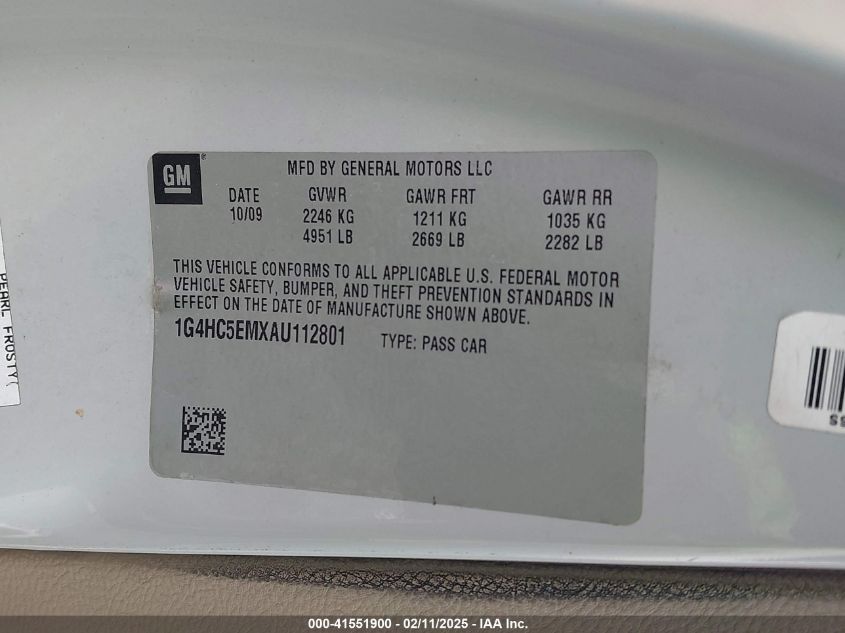 GM
MFD BY GENERAL MOTORS LLC
DATE GVWR GAWR FRT GAWR RR
10/09 2246 KG 1211 KG 1035 KG
4951 LB 2669 LB 2282 LB
THIS VEHICLE CONFORMS TO ALL APPLICABLE U.S. FEDERAL MOTOR
VEHICLE SAFETY, BUMPER, AND THEFT PREVENTION STANDARDS IN
EFFECT ON THE DATE OF MANUFACTURE SHOWN ABOVE.
1G4HC5EMXAU112801 TYPE: PASS CAR
PEARL FROSTY(
000-41551900 - 02/11/2025 - IAA Inc.